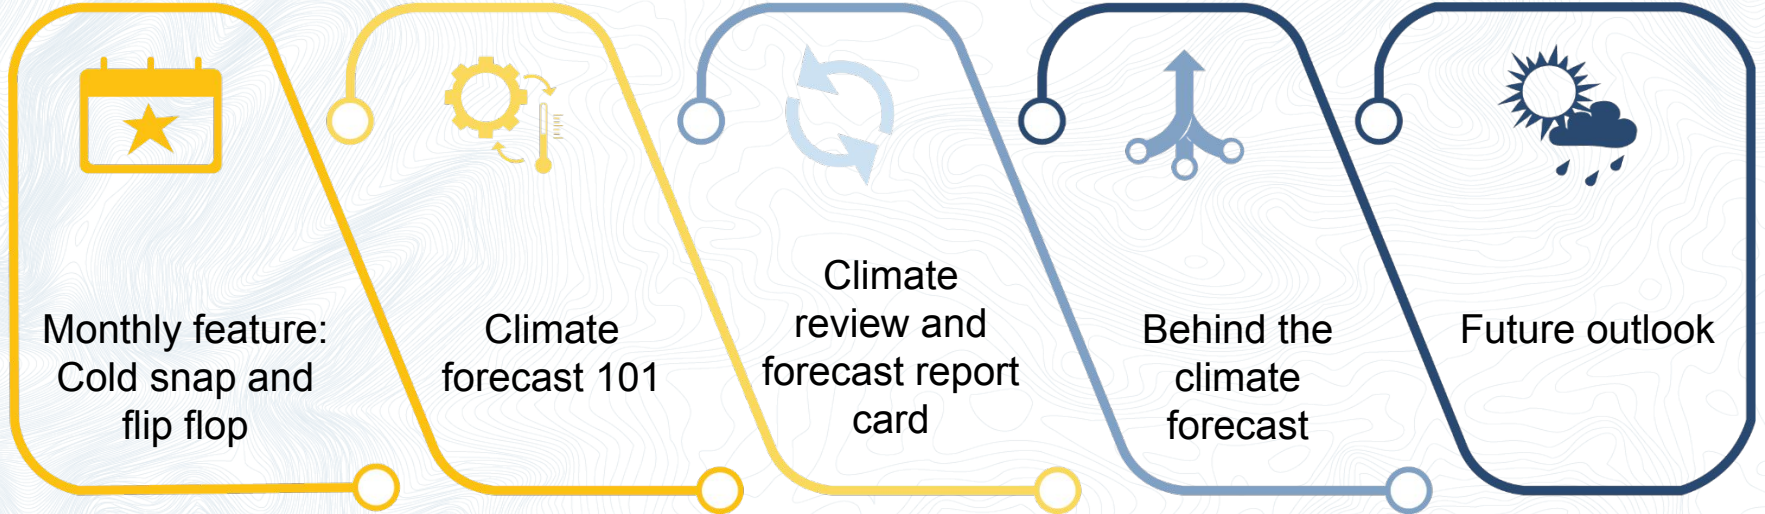 Monthly feature:
Cold snap and
flip flop
Climate
forecast 101
Climate
review and
forecast report
card
Behind the
climate
forecast
Future outlook